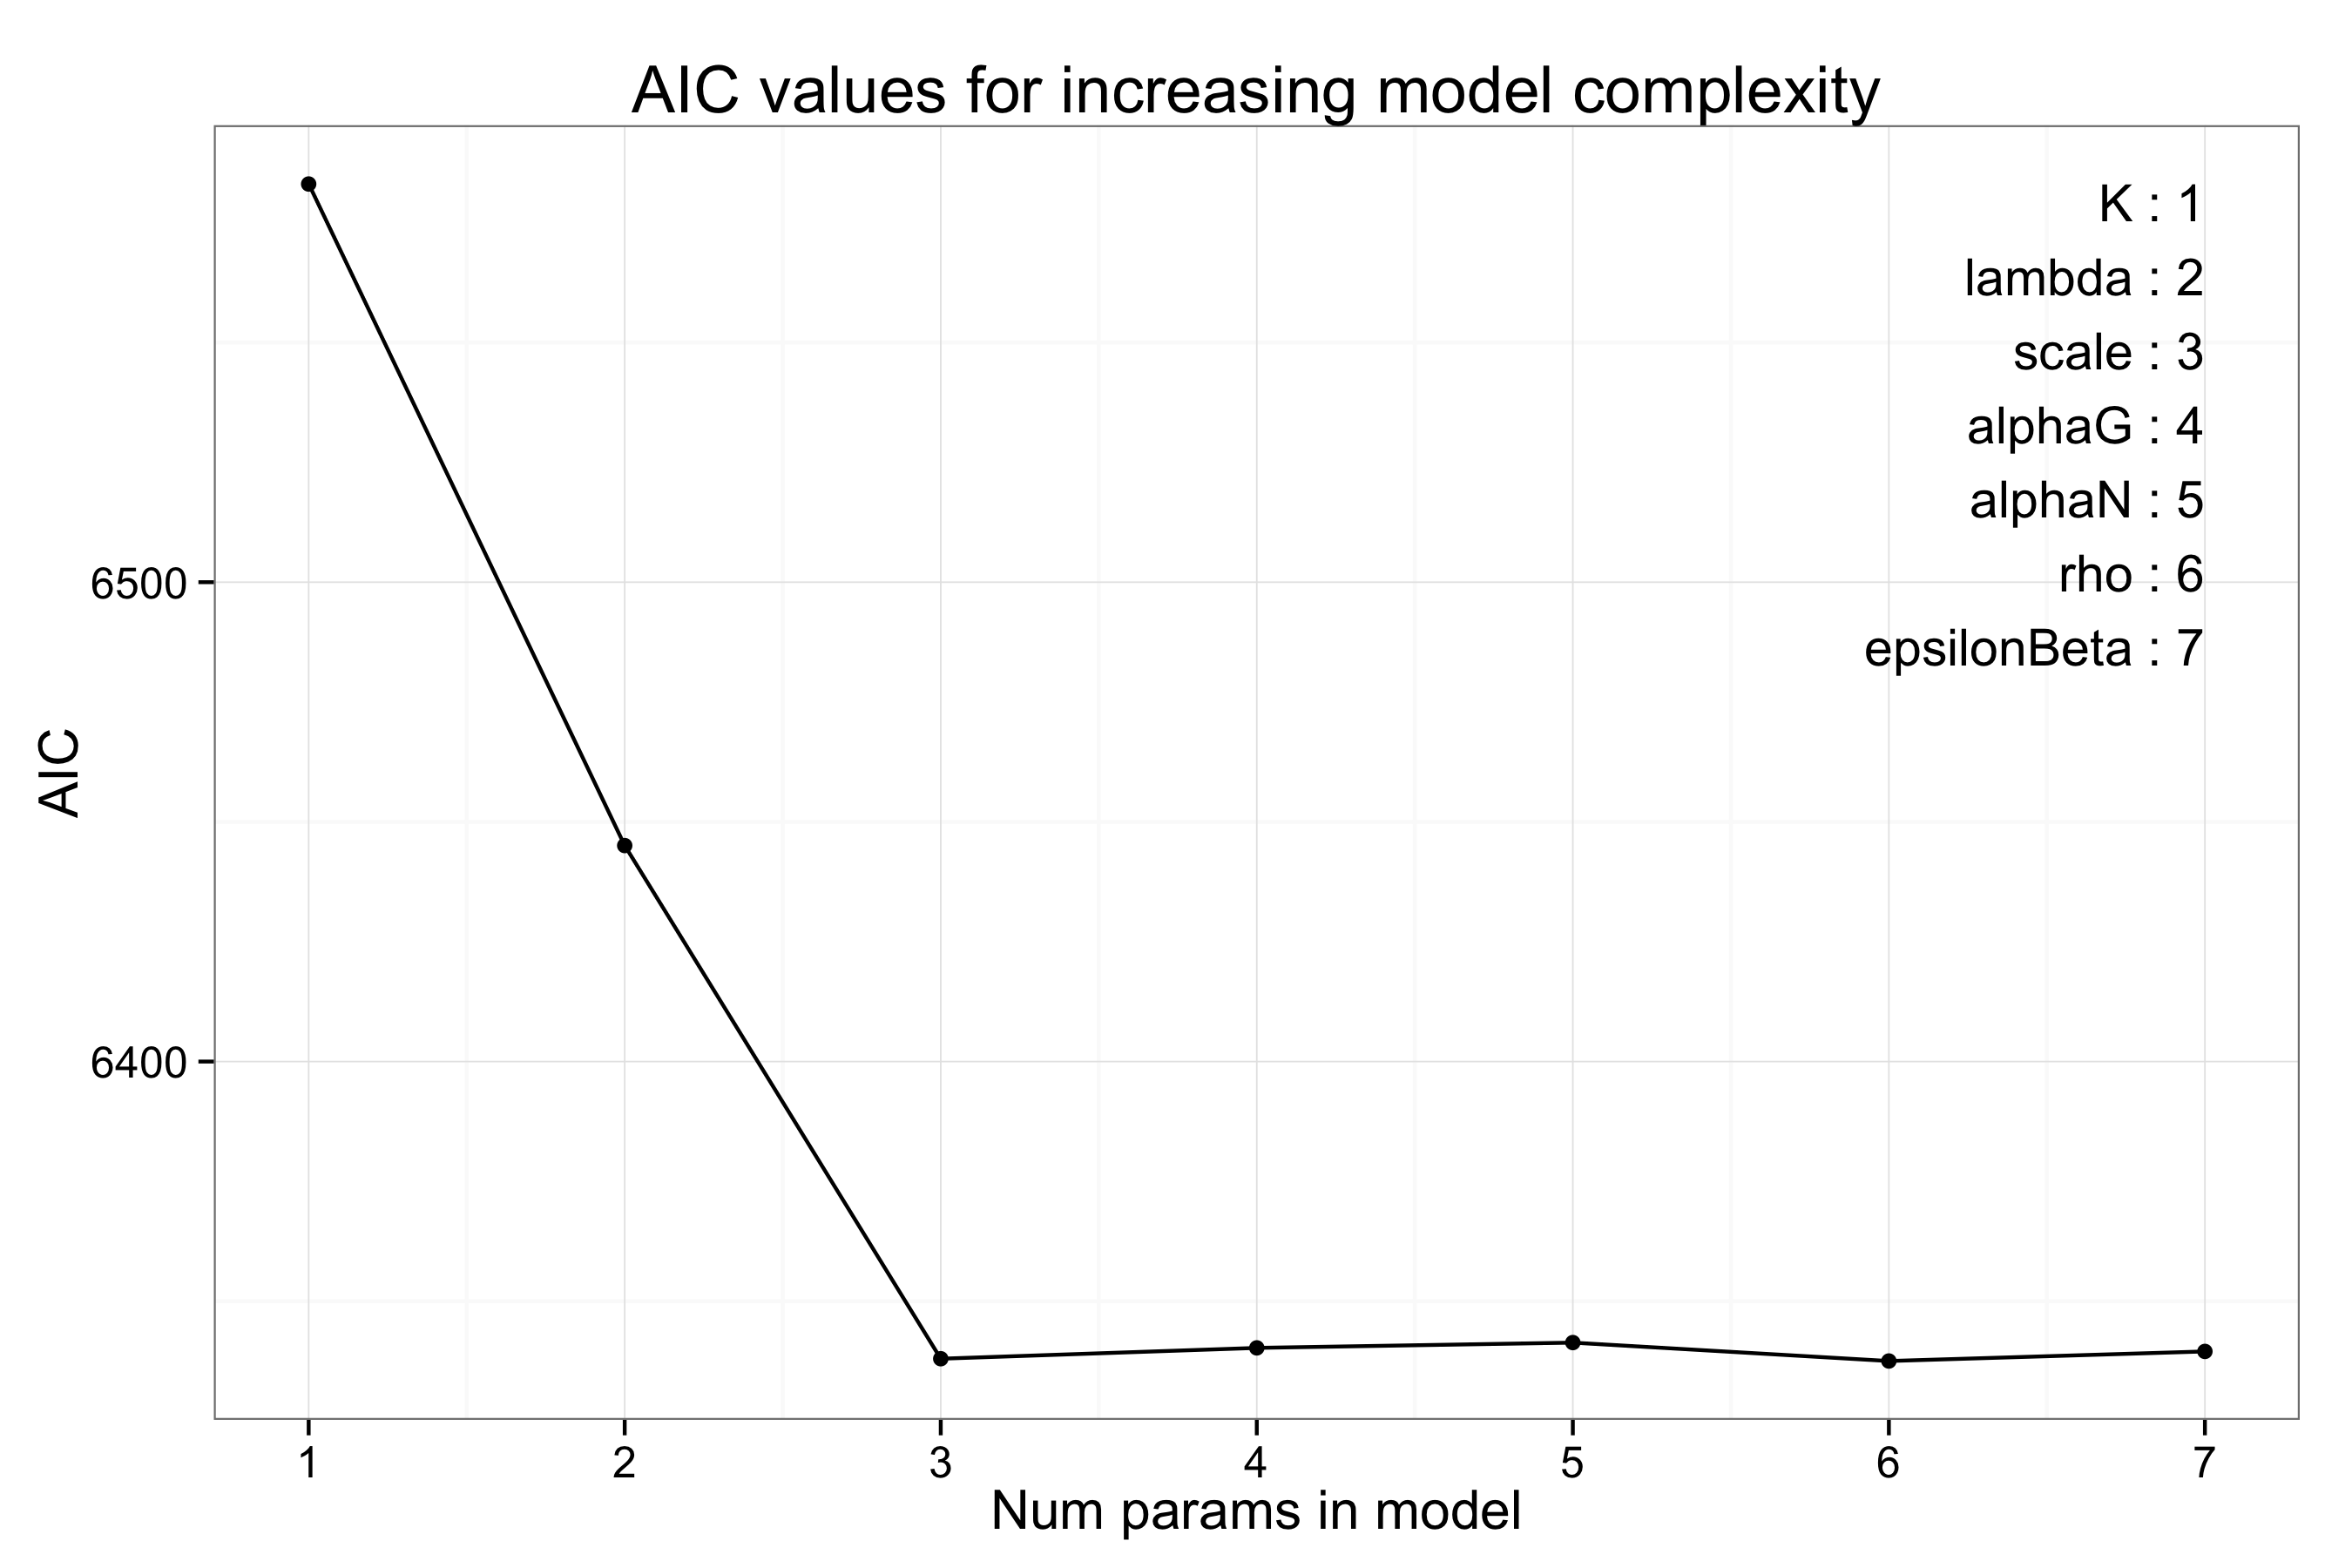 AIC values for increasing model complexity
K : 1
lambda : 2
scale : 3
alphaG : 4
alphaN : 5
rho : 6
epsilonBeta : 7
6500
AIC
6400
1 2 3 4 5 6 7
Num params in model